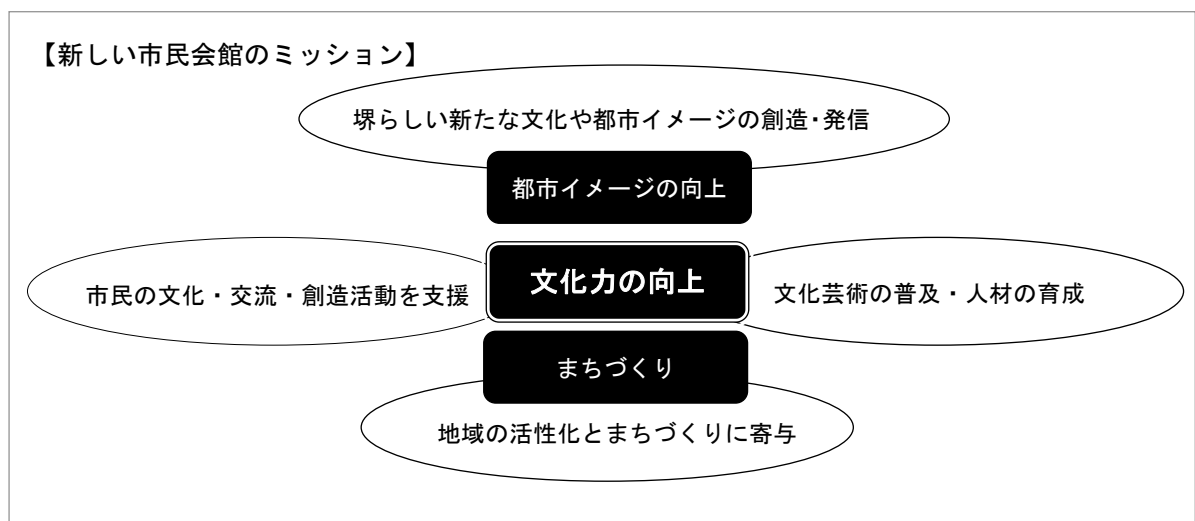 【新しい市民会館のミッション】
堺らしい新たな文化や都市イメージの創造・発信
都市イメージの向上
文化力の向上
市民の文化・交流・創造活動を支援
文化芸術の普及・人材の育成
まちづくり
地域の活性化とまちづくりに寄与